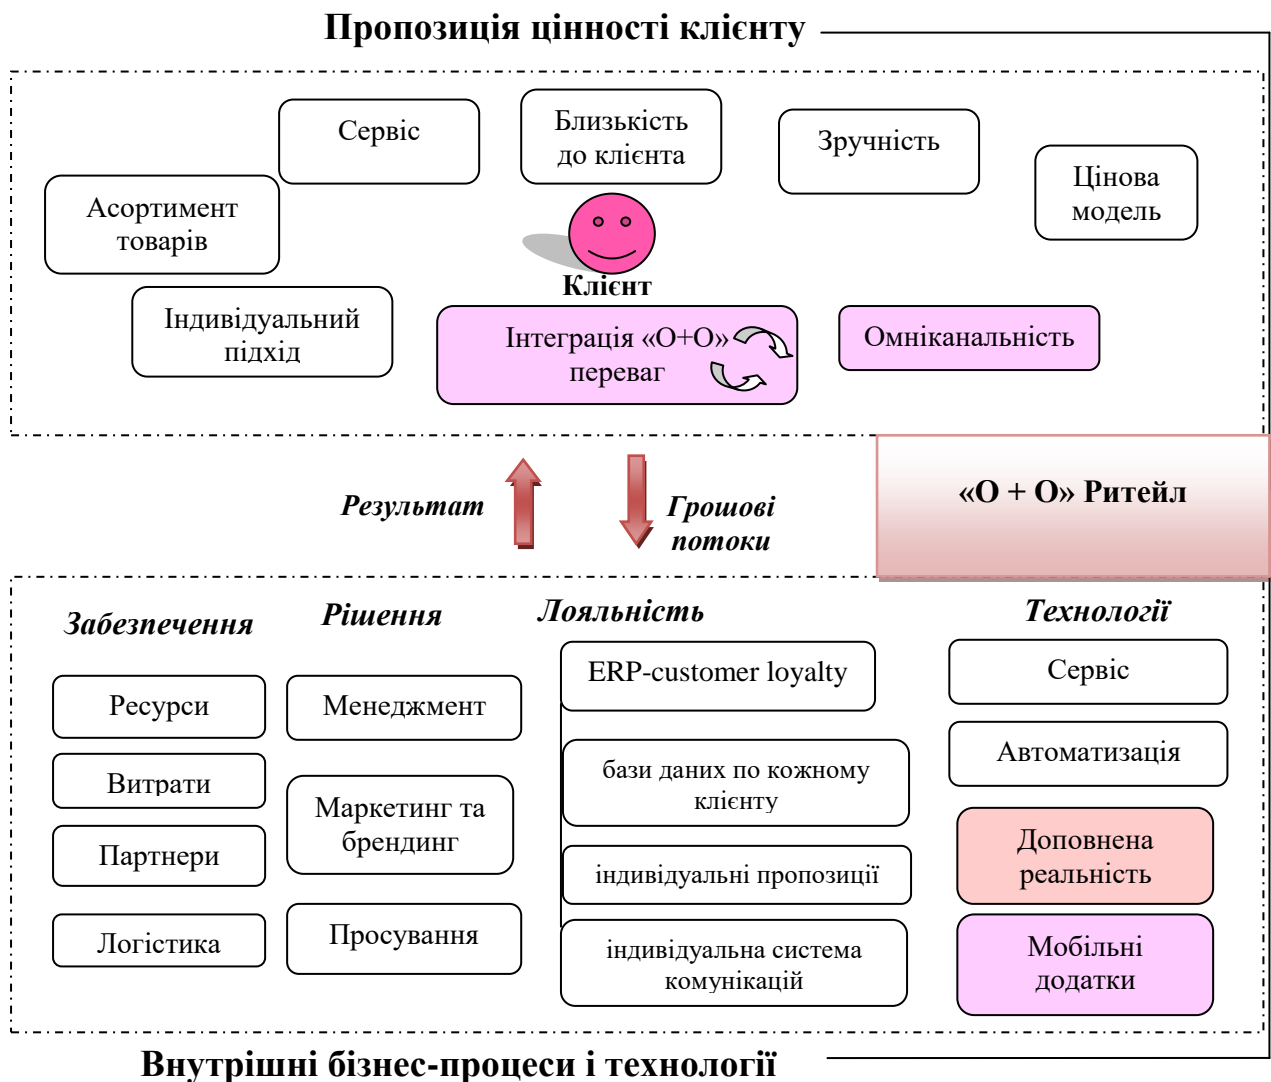 Пропозиція цінності клієнту
Сервіс
Близькість
до клієнта
Зручність
Цінова
модель
Асортимент
товарів
Клієнт
Індивідуальний
підхід
Інтеграція «О+О»
переваг
Омніканальність
Результат
Грошові
потоки
«О + О» Ритейл
Забезпечення
Рішення
Лояльність
Технології
Ресурси
Витрати
Партнери
Логістика
Менеджмент
Маркетинг та
брендинг
Просування
ERP-customer loyalty
бази даних по кожному
клієнту
індивідуальні пропозиції
індивідуальна система
комунікацій
Сервіс
Автоматизація
Доповнена
реальність
Мобільні
додатки
Внутрішні бізнес-процеси і технології